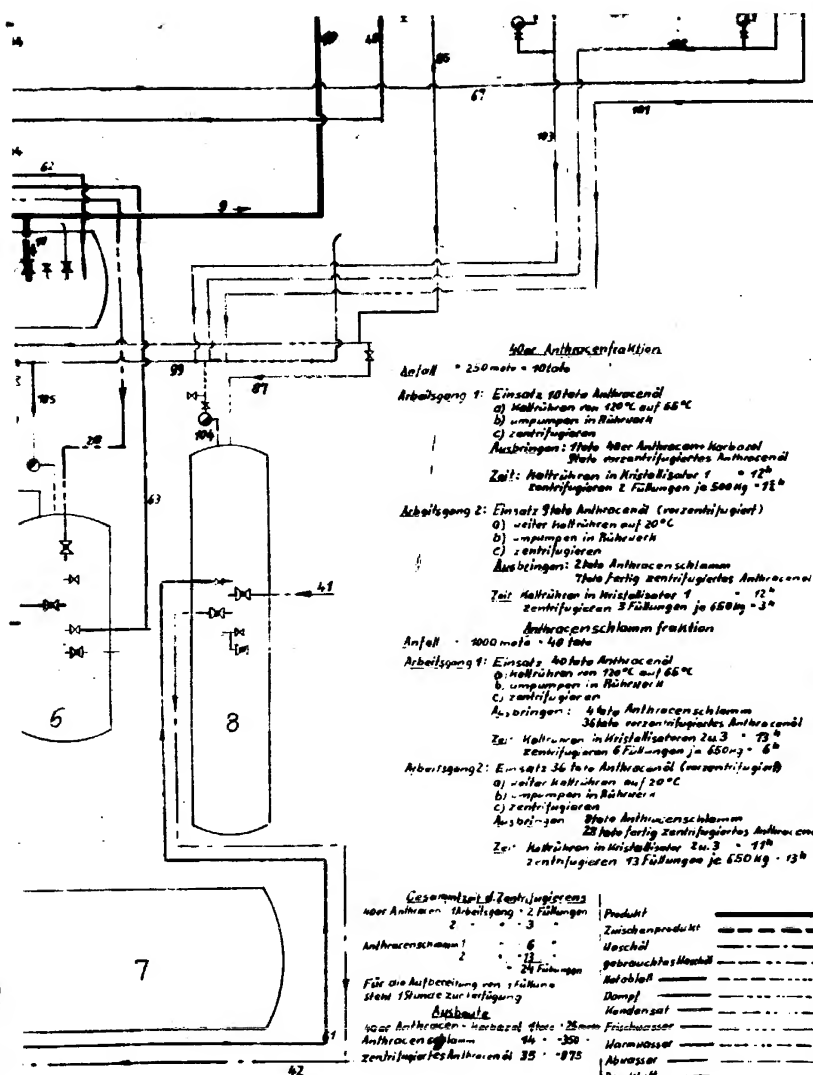 62
9
67
101
103
99
87
105
104
28
63
41
6
8
7
42
40er Anthracenfraktion
Anfall = 250 moto = 10 tato
Arbeitsgang 1: Einsatz 10 tato Anthracenöl
a) Kaltrühren von 120°C auf 65°C
b) umpumpen in Rührwerk
c) zentrifugieren
Ausbringen: 1 tato 40er Anthracen + Karbazol
9 tato vorzentrifugiertes Anthracenöl
Zeit: Kaltrühren in Kristallisator 1 = 12h
zentrifugieren 2 Füllungen je 500 kg
Arbeitsgang 2: Einsatz 9 tato Anthracenöl (vorzentrifugiert)
a) weiter kaltrühren auf 20°C
b) umpumpen in Rührwerk
c) zentrifugieren
Ausbringen: 2 tato Anthracenschlamm
7 tato fertig zentrifugiertes Anthracenöl
Zeit Kaltrühren in Kristallisator 1 - 12h
zentrifugieren 3 Füllungen je 650 kg = 3h
Anthracenschlammfraktion
Anfall = 1000 moto = 40 tato
Arbeitsgang 1: Einsatz 40 tato Anthracenöl
a) Kaltrühren von 120°C auf 65°C
b) umpumpen in Rührwerk
c) zentrifugieren
Ausbringen: 4 tato Anthracenschlamm
36 tato vorzentrifugiertes Anthracenöl
Zeit Kaltrühren in Kristallisatoren 2 u. 3 = 13h
zentrifugieren 6 Füllungen je 650 kg = 6h
Arbeitsgang 2: Einsatz 36 tato Anthracenöl (vorzentrifugiert)
a) weiter kaltrühren auf 20°C
b) umpumpen in Rührwerk
c) zentrifugieren
Ausbringen 8 tato Anthracenschlamm
28 tato fertig zentrifugiertes Anthracenöl
Zeit Kaltrühren in Kristallisator 2 u. 3 = 11h
zentrifugieren 13 Füllungen je 650 kg = 13h
Gesamtzeit d. Zentrifugierens
40er Anthracen 1 Arbeitsgang = 2 Füllungen
2 " - 3 "
Anthracenschlamm 1 " 6 "
2 " - 13 "
= 24 Füllungen
Für die Aufbereitung von 1 Füllung
steht 1 Stunde zur Verfügung
Ausbeute
40er Anthracen - Karbazol 1 tato = 25 moto
Anthracenschlamm 14 " = 350 "
zentrifugiertes Anthracenöl 35 " = 875
Produkt
Zwischenprodukt
Waschöl
gebrauchtes Waschöl
Dampf
Kondensat
Frischwasser
Warmwasser
Abwasser